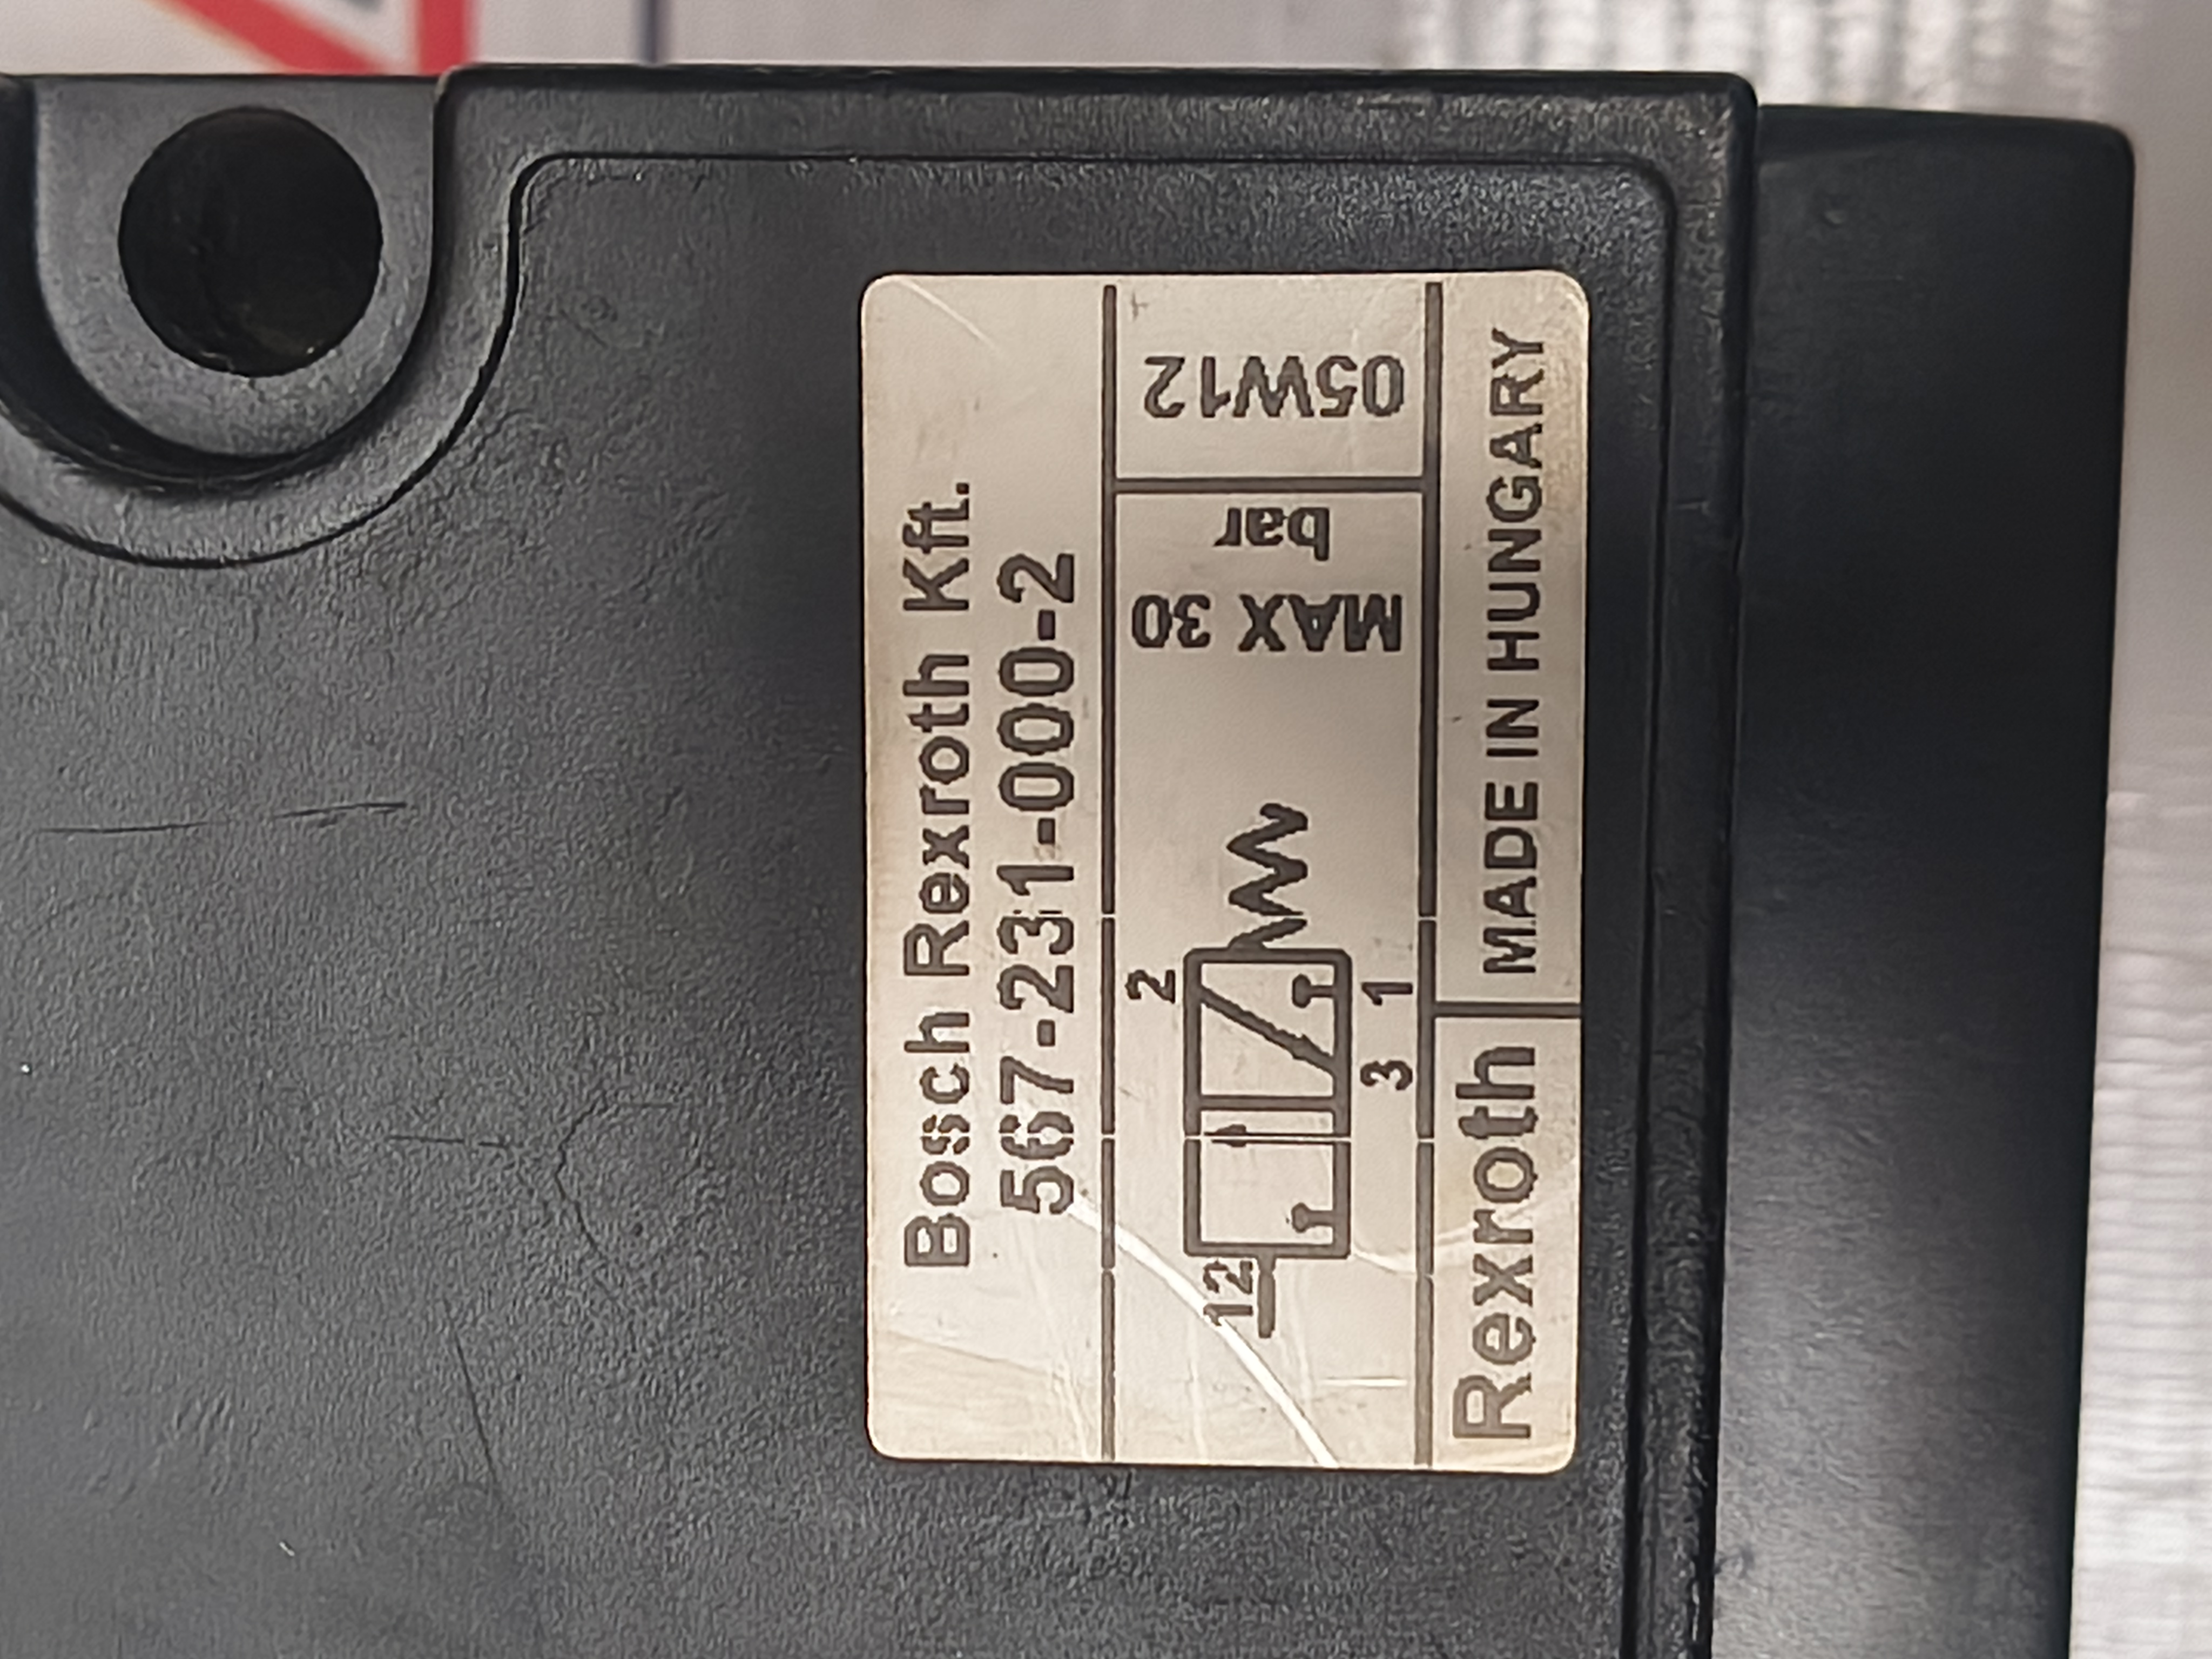 Bosch Rexroth Kft.
567-231-000-2
12
2
3 1
MAX 30
bar
05W12
Rexroth
MADE IN HUNGARY